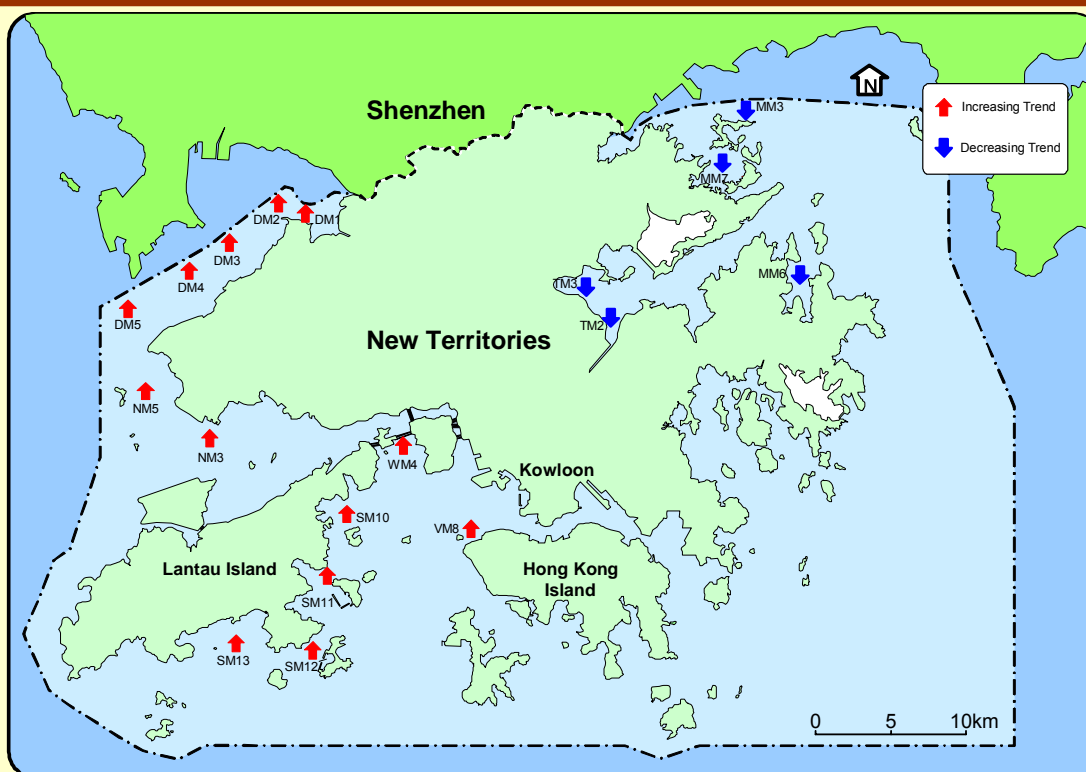 N
Shenzhen
MM3
Increasing Trend
Decreasing Trend
MM7
DM2
DM1
DM3
DM4
MM6
TM3
DM5
TM2
New Territories
NM5
NM3
WM4
Kowloon
SM10
VM8
Lantau Island
Hong Kong
Island
SM11
SM13
SM12
0 5 10km